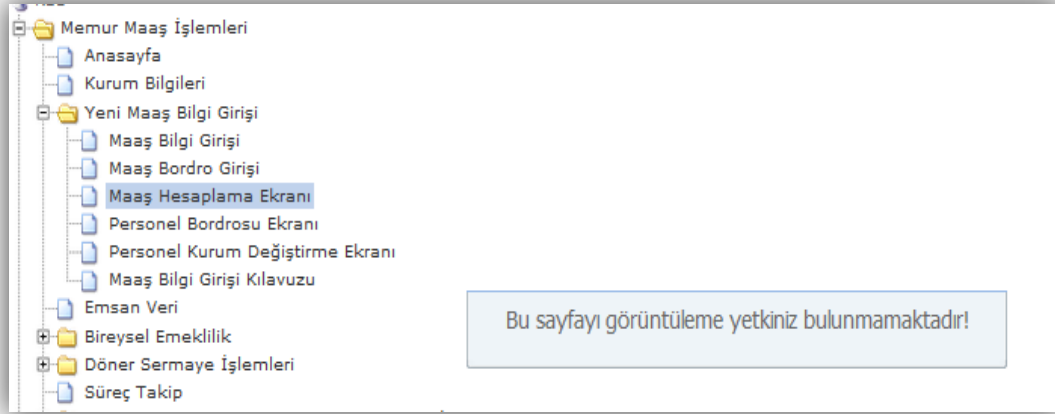 Memur Maaş İşlemleri
Anasayfa
Kurum Bilgileri
Yeni Maaş Bilgi Girişi
Maaş Bilgi Girişi
Maaş Bordro Girişi
Maaş Hesaplama Ekranı
Personel Bordrosu Ekranı
Personel Kurum Değiştirme Ekranı
Maaş Bilgi Girişi Kılavuzu
Emsan Veri
Bireysel Emeklilik
Döner Sermaye İşlemleri
Süreç Takip
Bu sayfayı görüntüleme yetkiniz bulunmamaktadır!